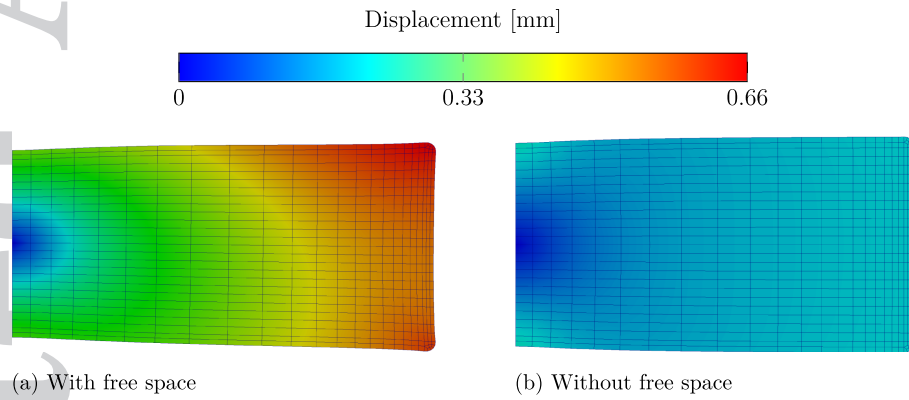 Displacement [mm]
0 0.33 0.66
(a) With free space
(b) Without free space